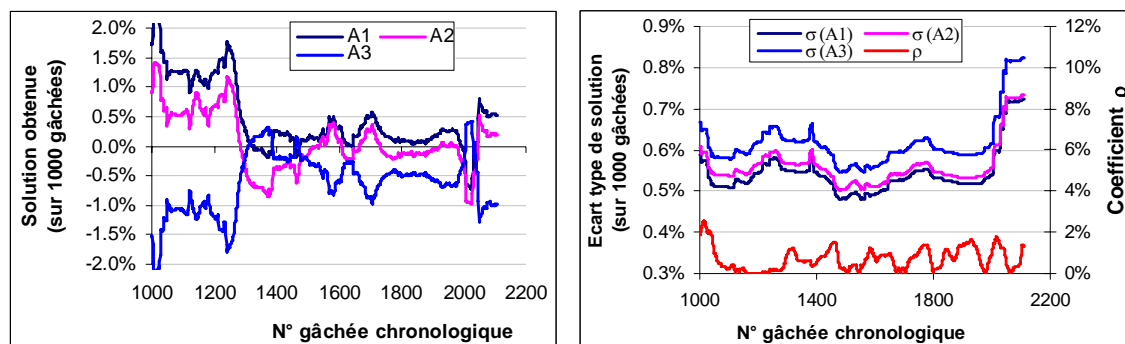 Solution obtenue
(sur 1000 gâchées)
2.0%
1.5%
1.0%
0.5%
0.0%
-0.5%
-1.0%
-1.5%
-2.0%
A1 A2
A3
1000 1200 1400 1600 1800 2000 2200
N° gâchée chronologique
Ecart type de solution
(sur 1000 gâchées)
0.9%
0.8%
0.7%
0.6%
0.5%
0.4%
0.3%
σ (A1) σ (A2)
σ (A3) ρ
12%
10%
8%
6%
4%
2%
0%
Coefficient ρ
1000 1400 1800 2200
N° gâchée chronologique